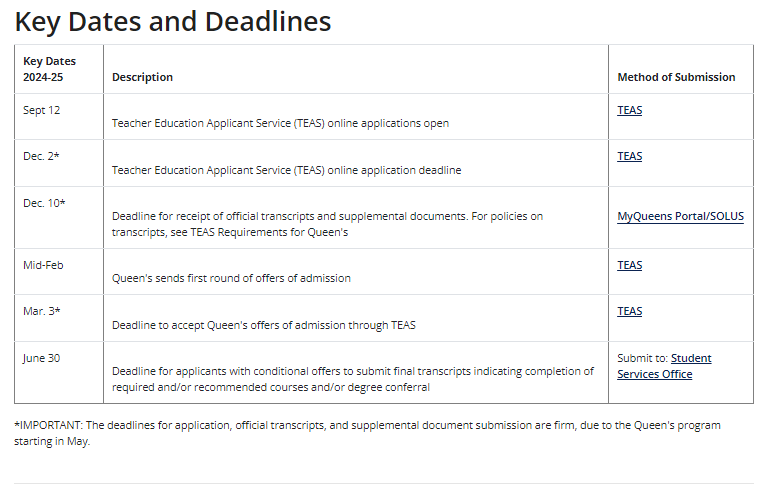 Key Dates and Deadlines
Key Dates
2024-25
Description
Method of Submission
Sept 12
Teacher Education Applicant Service (TEAS) online applications open
TEAS
Dec. 2*
Teacher Education Applicant Service (TEAS) online application deadline
TEAS
Dec. 10*
Deadline for receipt of official transcripts and supplemental documents. For policies on
transcripts, see TEAS Requirements for Queen's
MyQueens Portal/SOLUS
Mid-Feb
Queen's sends first round of offers of admission
TEAS
Mar. 3*
Deadline to accept Queen's offers of admission through TEAS
TEAS
June 30
Deadline for applicants with conditional offers to submit final transcripts indicating completion of
required and/or recommended courses and/or degree conferral
Submit to: Student
Services Office
*IMPORTANT: The deadlines for application, official transcripts, and supplemental document submission are firm, due to the Queen's program
starting in May.